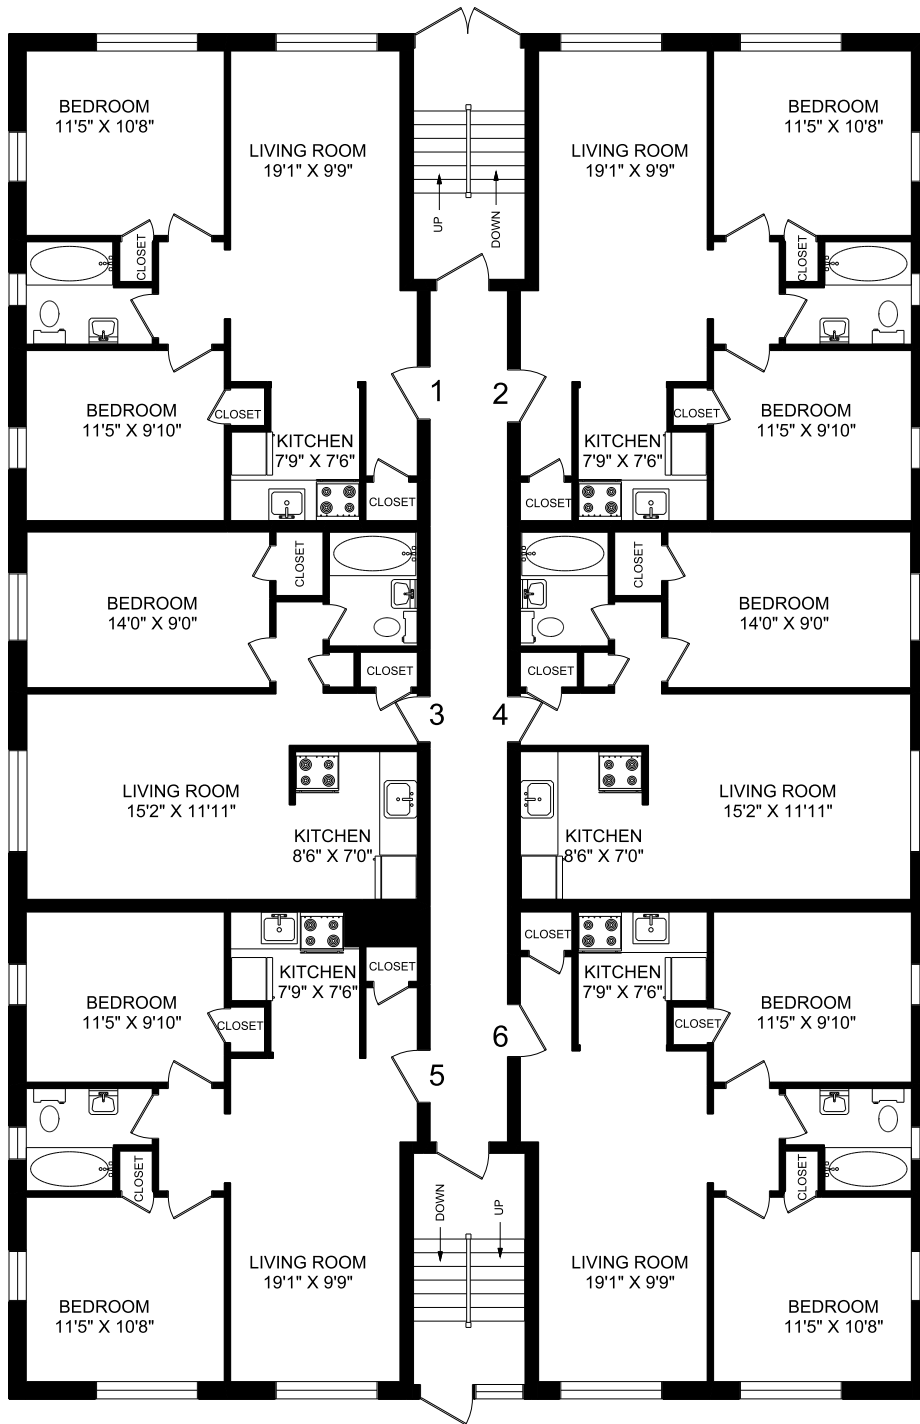 BEDROOM
11'5" X 10'8"
LIVING ROOM
19'1" X 9'9"
UP
DOWN
LIVING ROOM
19'1" X 9'9"
BEDROOM
11'5" X 10'8"
CLOSET
CLOSET
BEDROOM
11'5" X 9'10"
CLOSET
KITCHEN
7'9" X 7'6"
CLOSET
1
2
CLOSET
KITCHEN
7'9" X 7'6"
CLOSET
BEDROOM
11'5" X 9'10"
BEDROOM
14'0" X 9'0"
CLOSET
CLOSET
CLOSET
CLOSET
BEDROOM
14'0" X 9'0"
3
4
LIVING ROOM
15'2" X 11'11"
KITCHEN
8'6" X 7'0"
KITCHEN
8'6" X 7'0"
LIVING ROOM
15'2" X 11'11"
BEDROOM
11'5" X 9'10"
CLOSET
KITCHEN
7'9" X 7'6"
CLOSET
CLOSET
KITCHEN
7'9" X 7'6"
CLOSET
BEDROOM
11'5" X 9'10"
6
5
CLOSET
CLOSET
DOWN
UP
LIVING ROOM
19'1" X 9'9"
LIVING ROOM
19'1" X 9'9"
BEDROOM
11'5" X 10'8"
BEDROOM
11'5" X 10'8"